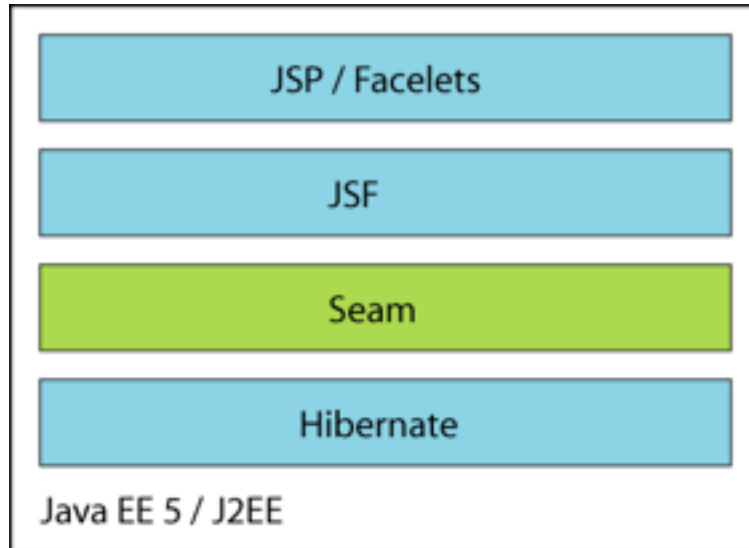 JSP / Facelets
JSF
Seam
Hibernate
Java EE 5 / J2EE